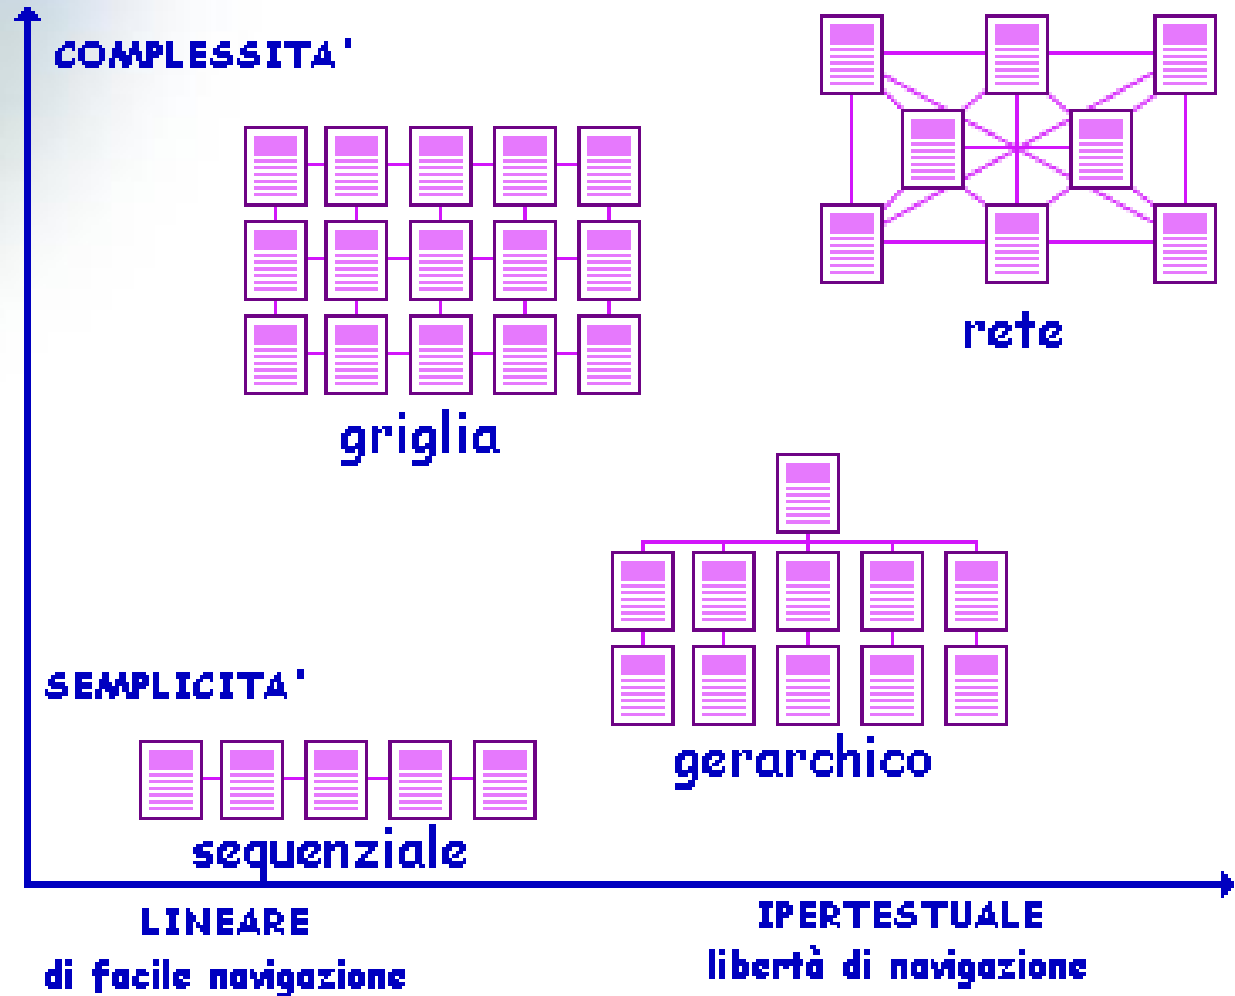 COMPLESSITA'
rete
griglia
SEMPLICITA'
gerarchico
sequenziale
LINEARE
di facile navigazione
IPERTESTUALE
libertà di navigazione